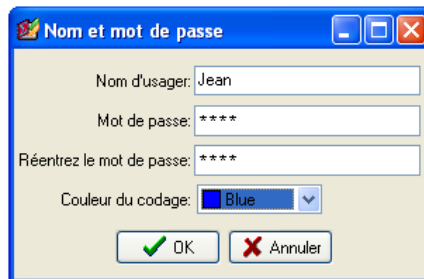 Nom et mot de passe
Nom d'usager: Jean
Mot de passe: ****
Réentrez le mot de passe: ****
Couleur du codage: Blue
OK Annuler